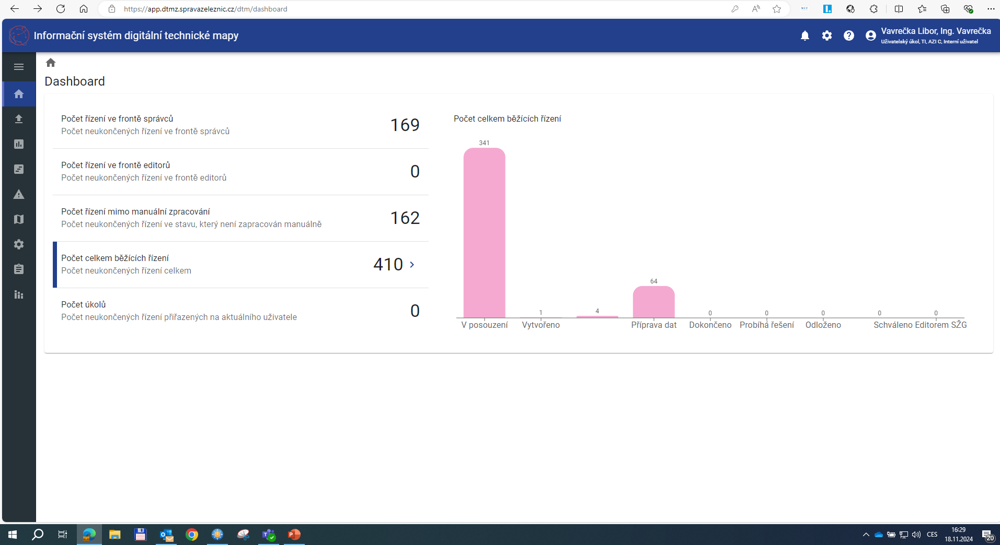 https://app.dtmz.spravazeleznic.cz/dtm/dashboard
Informační systém digitální technické mapy
Vavrečka Libor, Ing. Vavrečka
Uživatelský úkol, TI, AZI C, Interní uživatel
Dashboard
Počet řízení ve frontě správců
Počet neukončených řízení ve frontě správců
169
Počet řízení ve frontě editorů
Počet neukončených řízení ve frontě editorů
0
Počet řízení mimo manuální zpracování
Počet neukončených řízení ve stavu, který není zapracován manuálně
162
Počet celkem běžících řízení
Počet neukončených řízení celkem
410
Počet úkolů
Počet neukončených řízení přiřazených na aktuálního uživatele
0
Počet celkem běžících řízení
341
1
4
64
0
0
0
0
0
V posouzení
Vytvořeno
Příprava dat
Dokončeno
Probíhá řešení
Odloženo
Schváleno Editorem SŽG
CES
16:29
18.11.2024
20